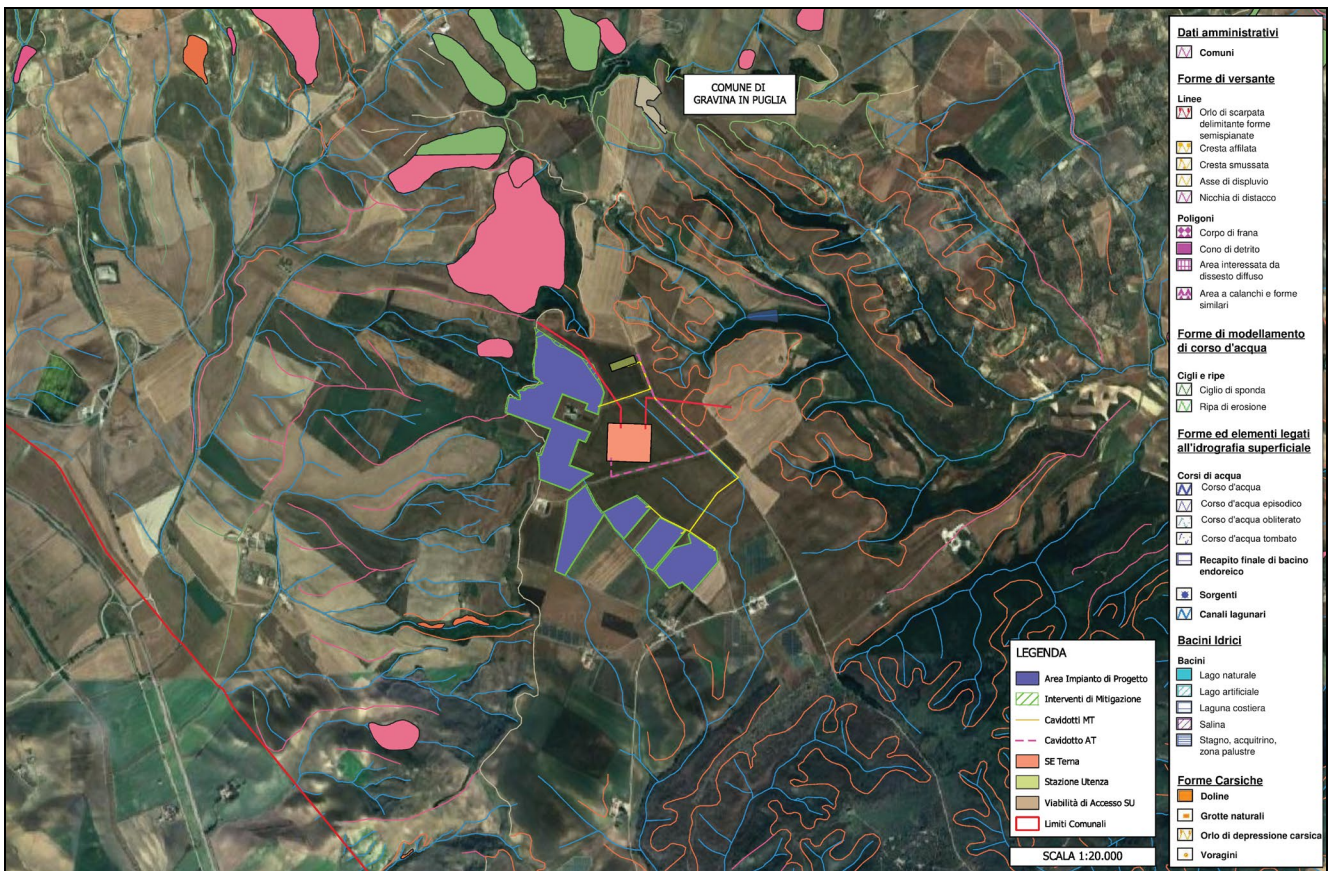 COMUNE DI
GRAVINA IN PUGLIA
Dati amministrativi
Comuni
Forme di versante
Linee
Orlo di scarpata
delimitante forme
semispianate
Cresta affilata
Cresta smussata
Asse di displuvio
Nicchia di distacco
Poligoni
Corpo di frana
Cono di detrito
Area interessata da
dissesto diffuso
Area a calanchi e forme
similari
Forme di modellamento
di corso d'acqua
Cigli e ripe
Ciglio di sponda
Ripa di erosione
Forme ed elementi legati
all'idrografia superficiale
Corsi di acqua
Corso d'acqua
Corso d'acqua episodico
Corso d'acqua obliterato
Corso d'acqua tombato
Recapito finale di bacino
endoreico
Sorgenti
Canali lagunari
Bacini Idrici
Bacini
Lago naturale
Lago artificiale
Laguna costiera
Salina
Stagno, acquitrino,
zona palustre
Forme Carsiche
Doline
Grotte naturali
Orlo di depressione carsica
Voragini
LEGENDA
Area Impianto di Progetto
Interventi di Mitigazione
Cavidotti MT
Cavidotto AT
SE Terna
Stazione Utenza
Viabilità di Accesso SU
Limiti Comunali
SCALA 1:20.000